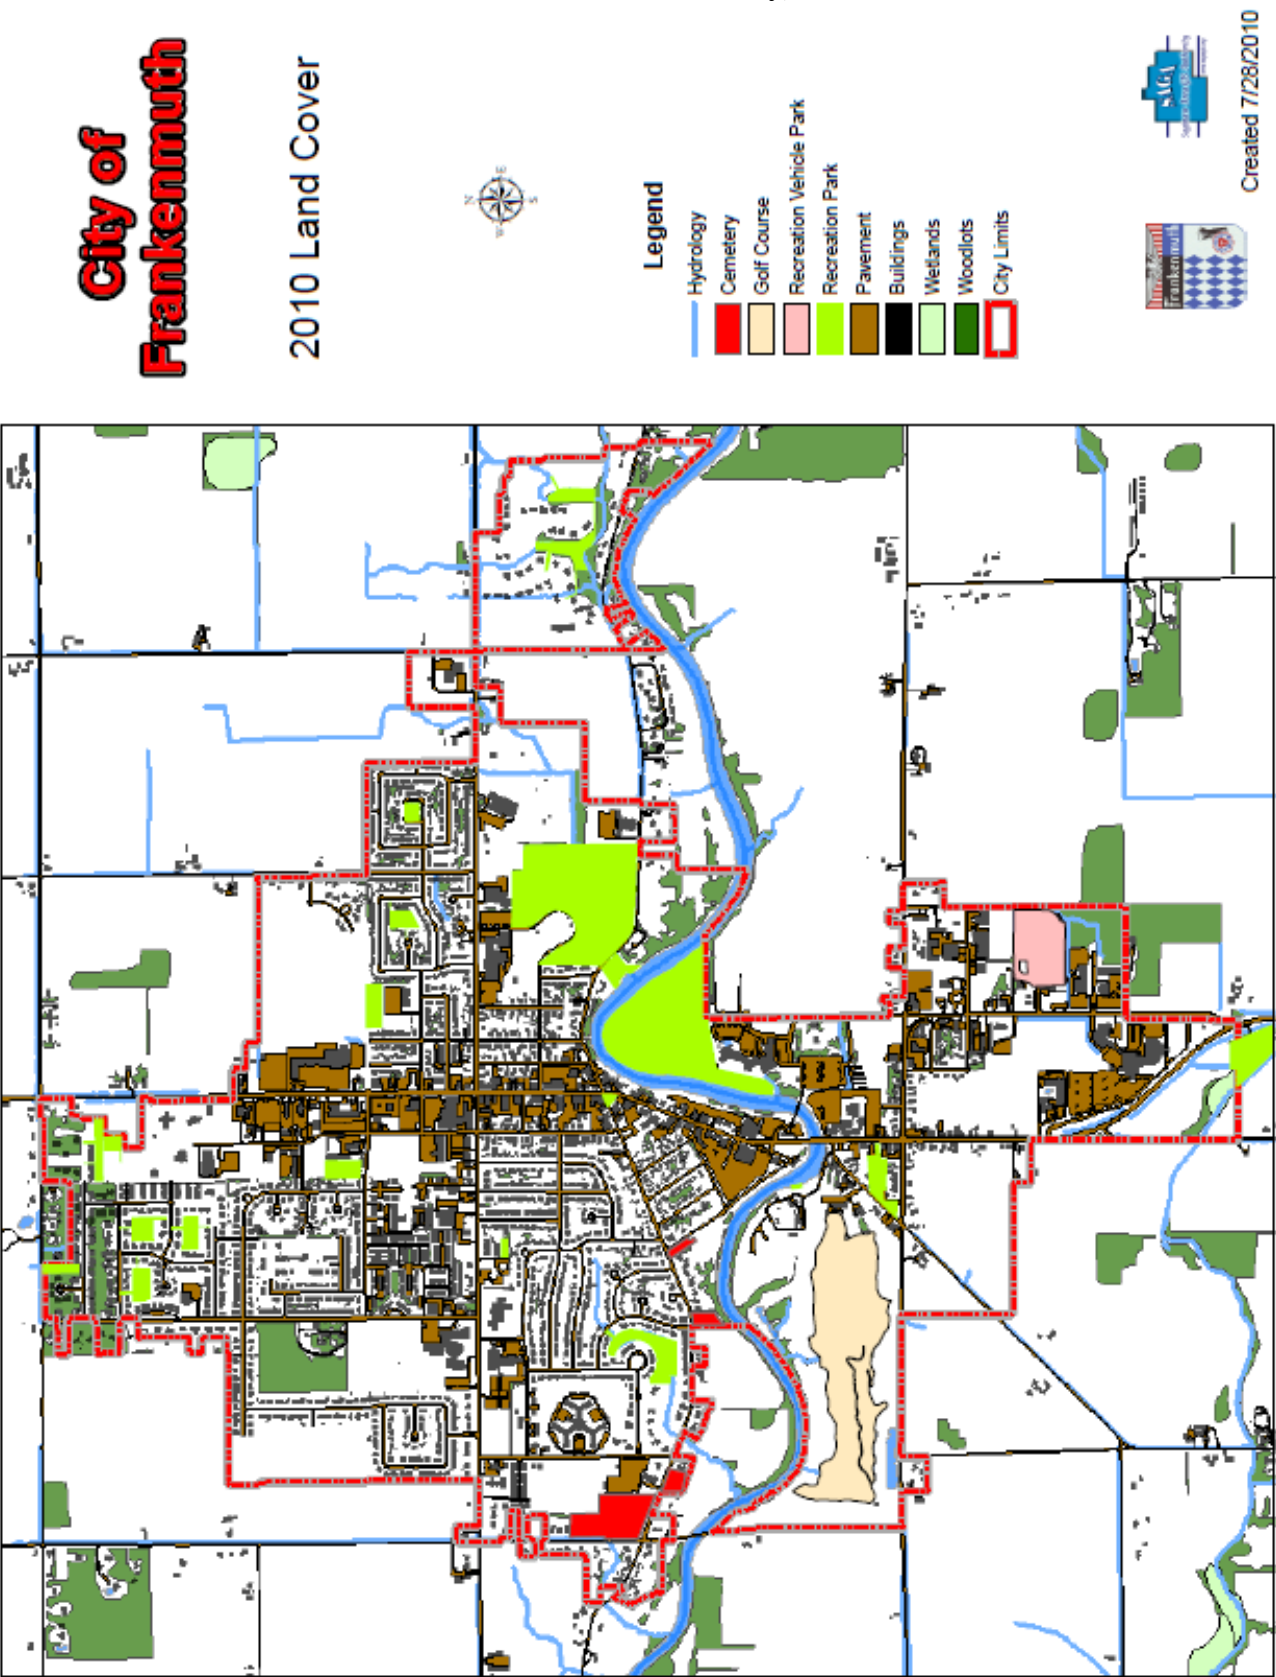 City of
Frankenmuth
2010 Land Cover
N
E
S
W
Legend
Hydrology
Cemetery
Golf Course
Recreation Vehicle Park
Recreation Park
Pavement
Buildings
Wetlands
Woodlots
City Limits
Frankenmuth
Created 7/28/2010